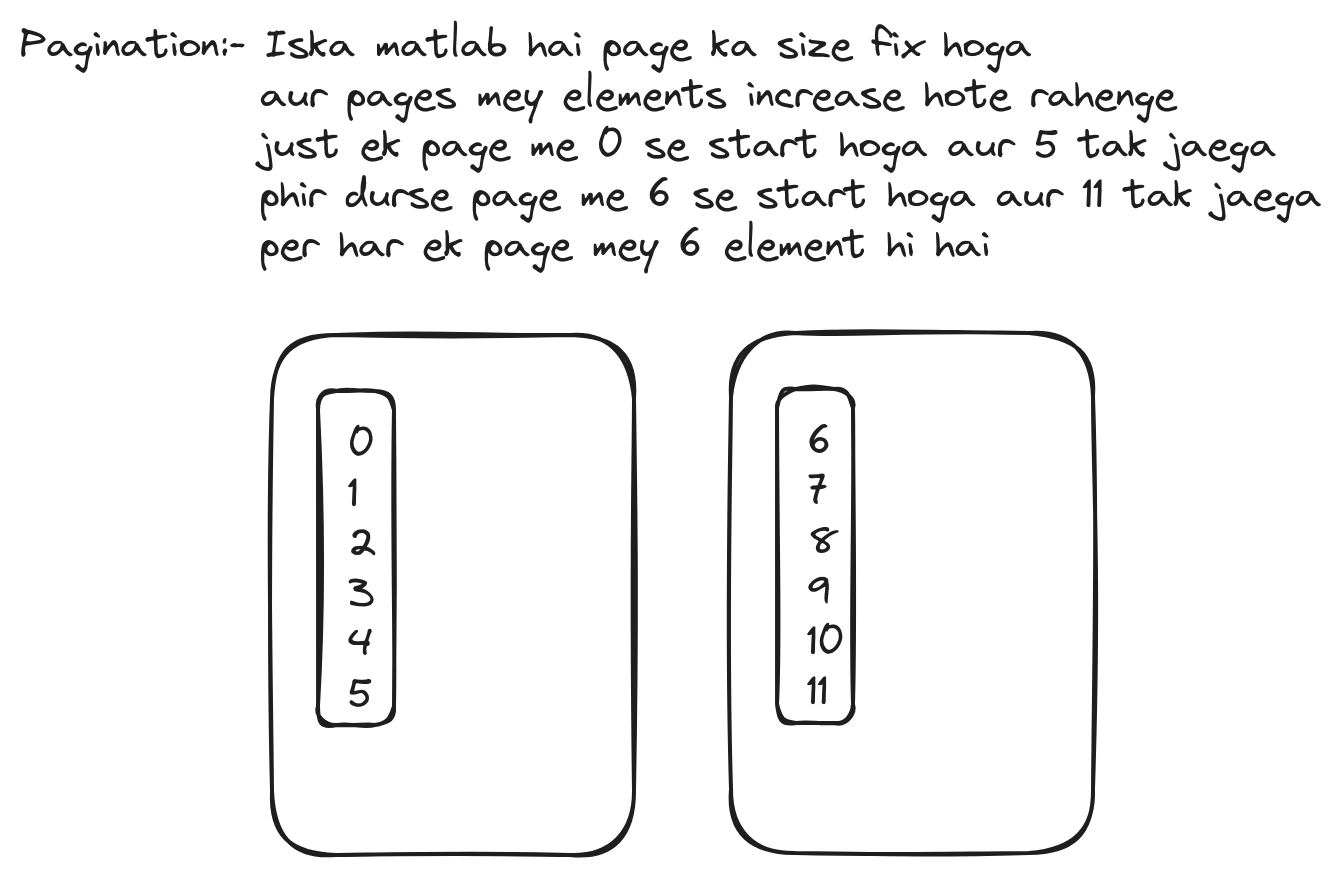 Pagination:- Iska matlab hai page ka size fix hoga
aur pages mey elements increase hote rahenge
just ek page me 0 se start hoga aur 5 tak jaega
phir durse page me 6 se start hoga aur 11 tak jaega
per har ek page mey 6 element hi hai
0
1
2
3
4
5
6
7
8
9
10
11